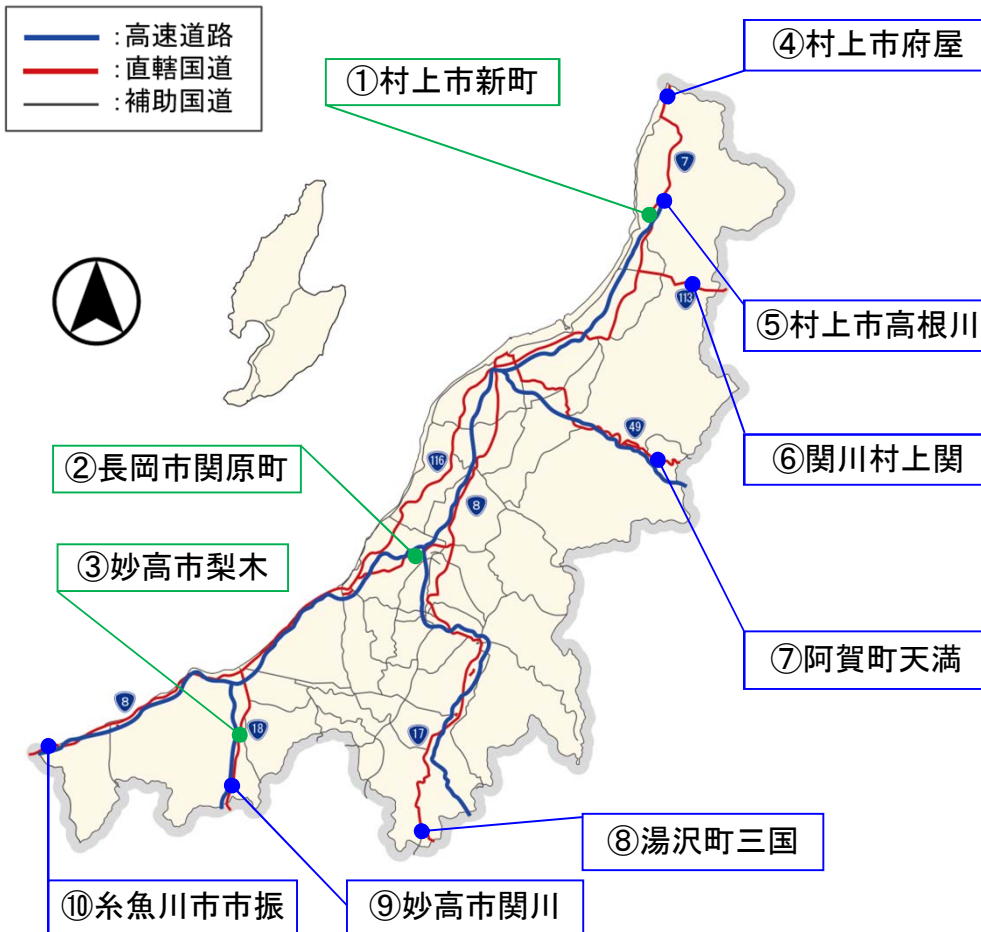 ：高速道路
：直轄国道
：補助国道
①村上市新町
④村上市府屋
7
⑤村上市高根川
113
②長岡市関原町
116
49
⑥関川村上関
8
③妙高市梨木
⑦阿賀町天満
8
18
17
⑧湯沢町三国
⑩糸魚川市市振
⑨妙高市関川